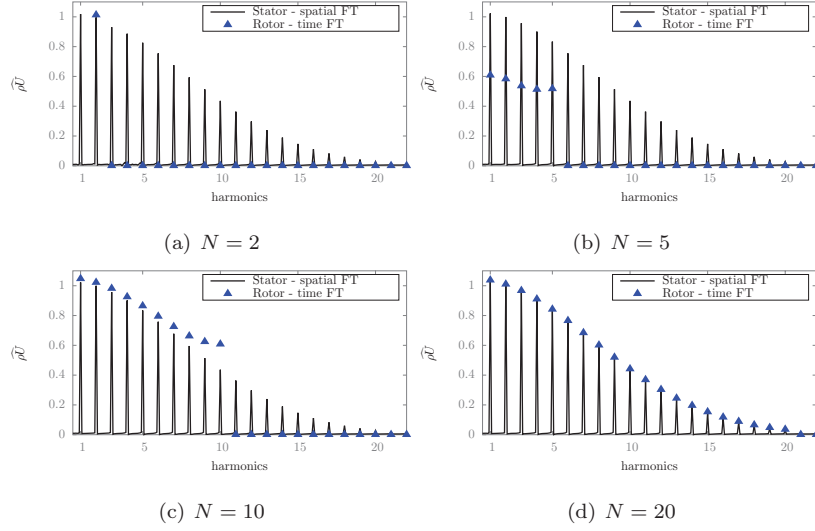 Stator - spatial FT
Rotor - time FT
1
0.8
0.6
0.4
0.2
0
1 5 10 15 20
ρU
harmonics
(a) N = 2
Stator - spatial FT
Rotor - time FT
1
0.8
0.6
0.4
0.2
0
1 5 10 15 20
ρU
harmonics
(b) N = 5
Stator - spatial FT
Rotor - time FT
1
0.8
0.6
0.4
0.2
0
1 5 10 15 20
ρU
harmonics
(c) N = 10
Stator - spatial FT
Rotor - time FT
1
0.8
0.6
0.4
0.2
0
1 5 10 15 20
ρU
harmonics
(d) N = 20